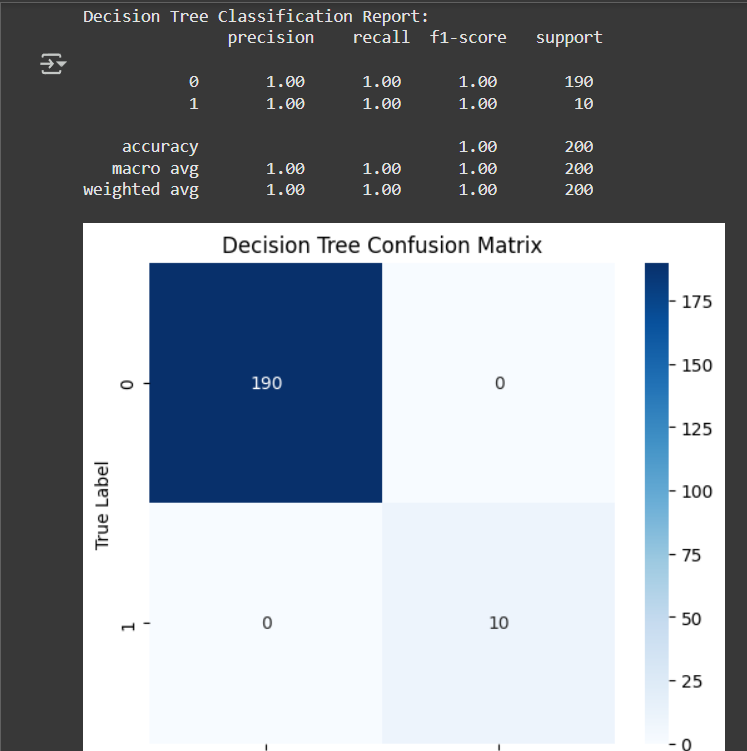 Decision Tree Classification Report:
precision recall f1-score support
0 1.00 1.00 1.00 190
1 1.00 1.00 1.00 10
accuracy 1.00 200
macro avg 1.00 1.00 1.00 200
weighted avg 1.00 1.00 1.00 200
Decision Tree Confusion Matrix
175
0 190 0 150
125
True Label
100
75
1 0 10 50
25
0